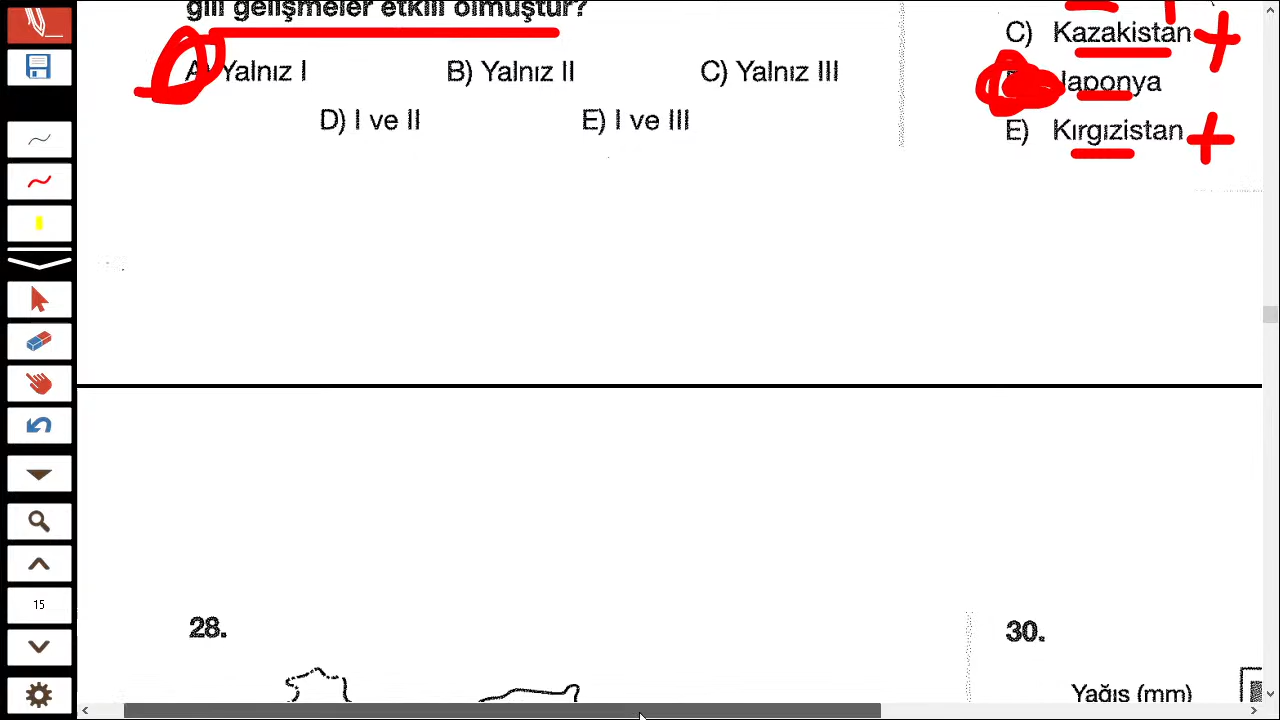 gili gelişmeler etkili olmuştur?
A) Yalnız I
B) Yalnız II
C) Yalnız III
D) I ve II
E) I ve III
C) Kazakistan
Japonya
E) Kırgızistan
15
28.
30.
Yağış (mm)